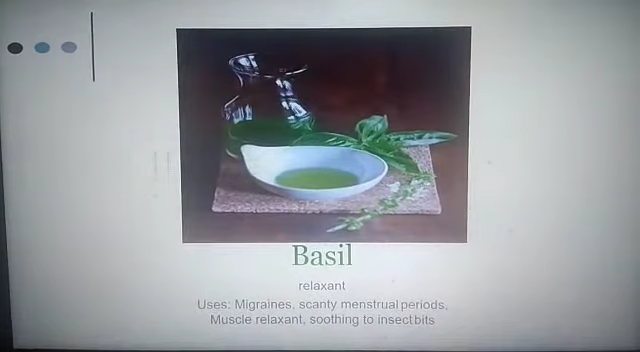 Basil
relaxant
Uses: Migraines, scanty menstrual periods,
Muscle relaxant, soothing to insect bits